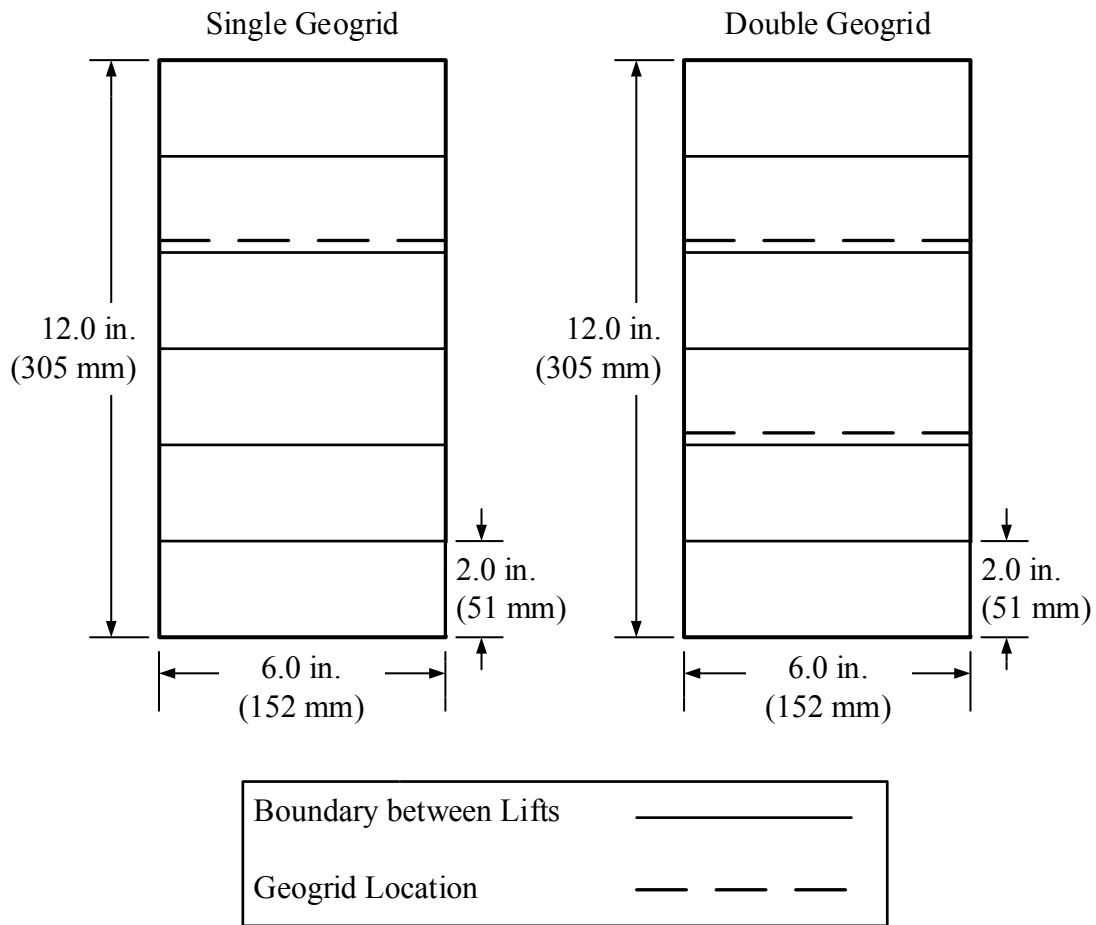 Single Geogrid
Double Geogrid
12.0 in.
(305 mm)
12.0 in.
(305 mm)
2.0 in.
(51 mm)
2.0 in.
(51 mm)
6.0 in.
(152 mm)
6.0 in.
(152 mm)
Boundary between Lifts
Geogrid Location